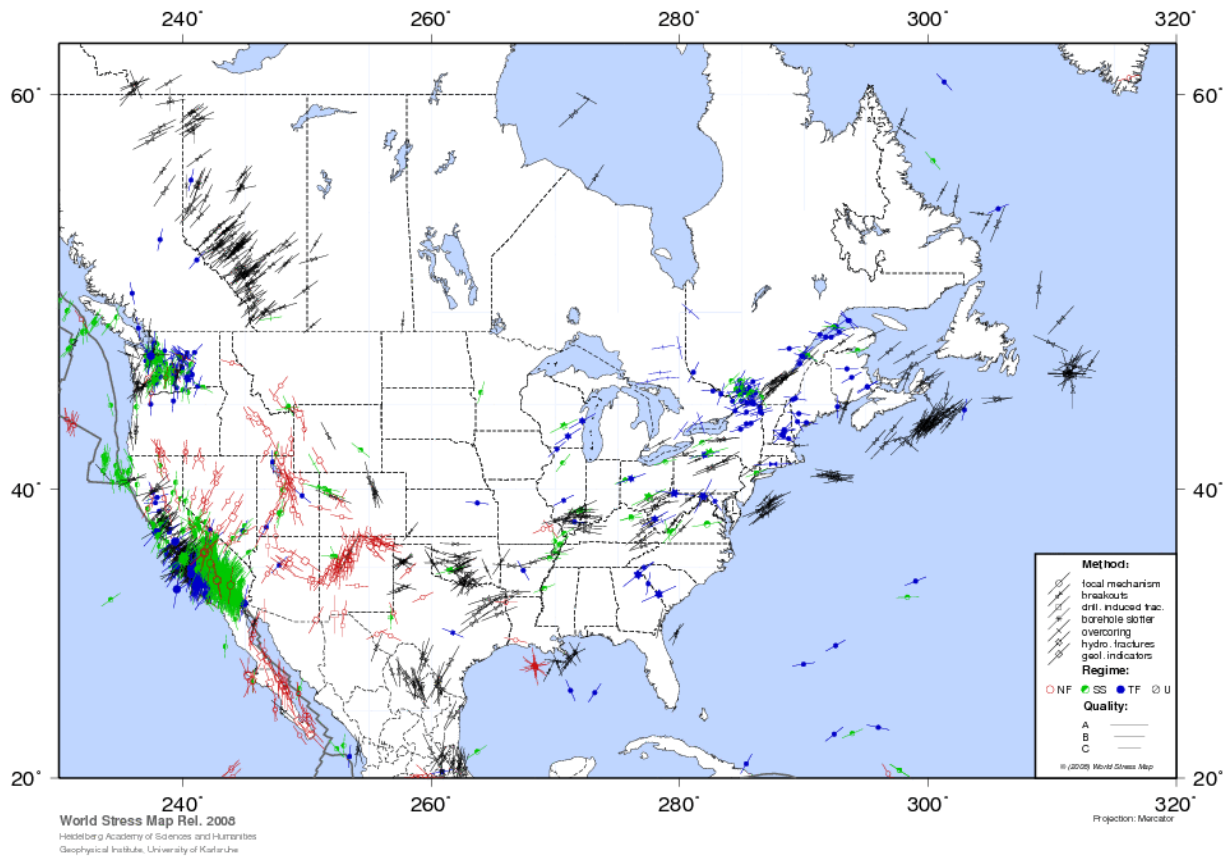 240° 260° 280° 300° 320°
60° 60°
40° 40°
Method:
focal mechanism
breakouts
drill. induced frac.
borehole slotter
overcoring
hydro. fractures
geol. indicators
Regime:
NF SS TF U
Quality:
A
B
C
© (2008) World Stress Map
20° 20°
240° 260° 280° 300° 320°
World Stress Map Rel. 2008
Projection: Mercator
Heidelberg Academy of Sciences and Humanities
Geophysical Institute, University of Karlsruhe